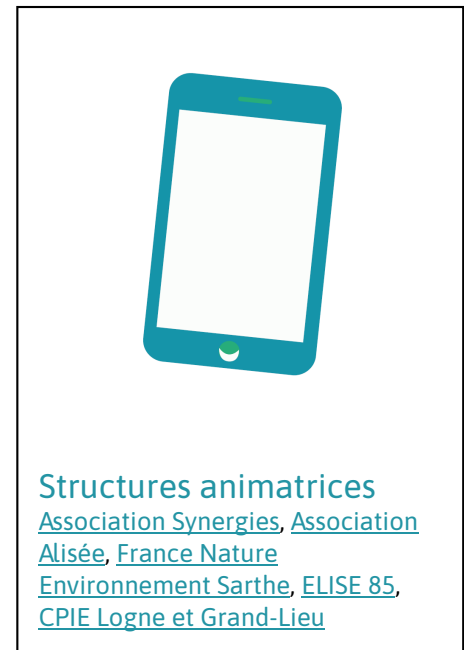 Structures animatrices
Association Synergies, Association
Alisée, France Nature
Environnement Sarthe, ELISE 85,
CPIE Logne et Grand-Lieu